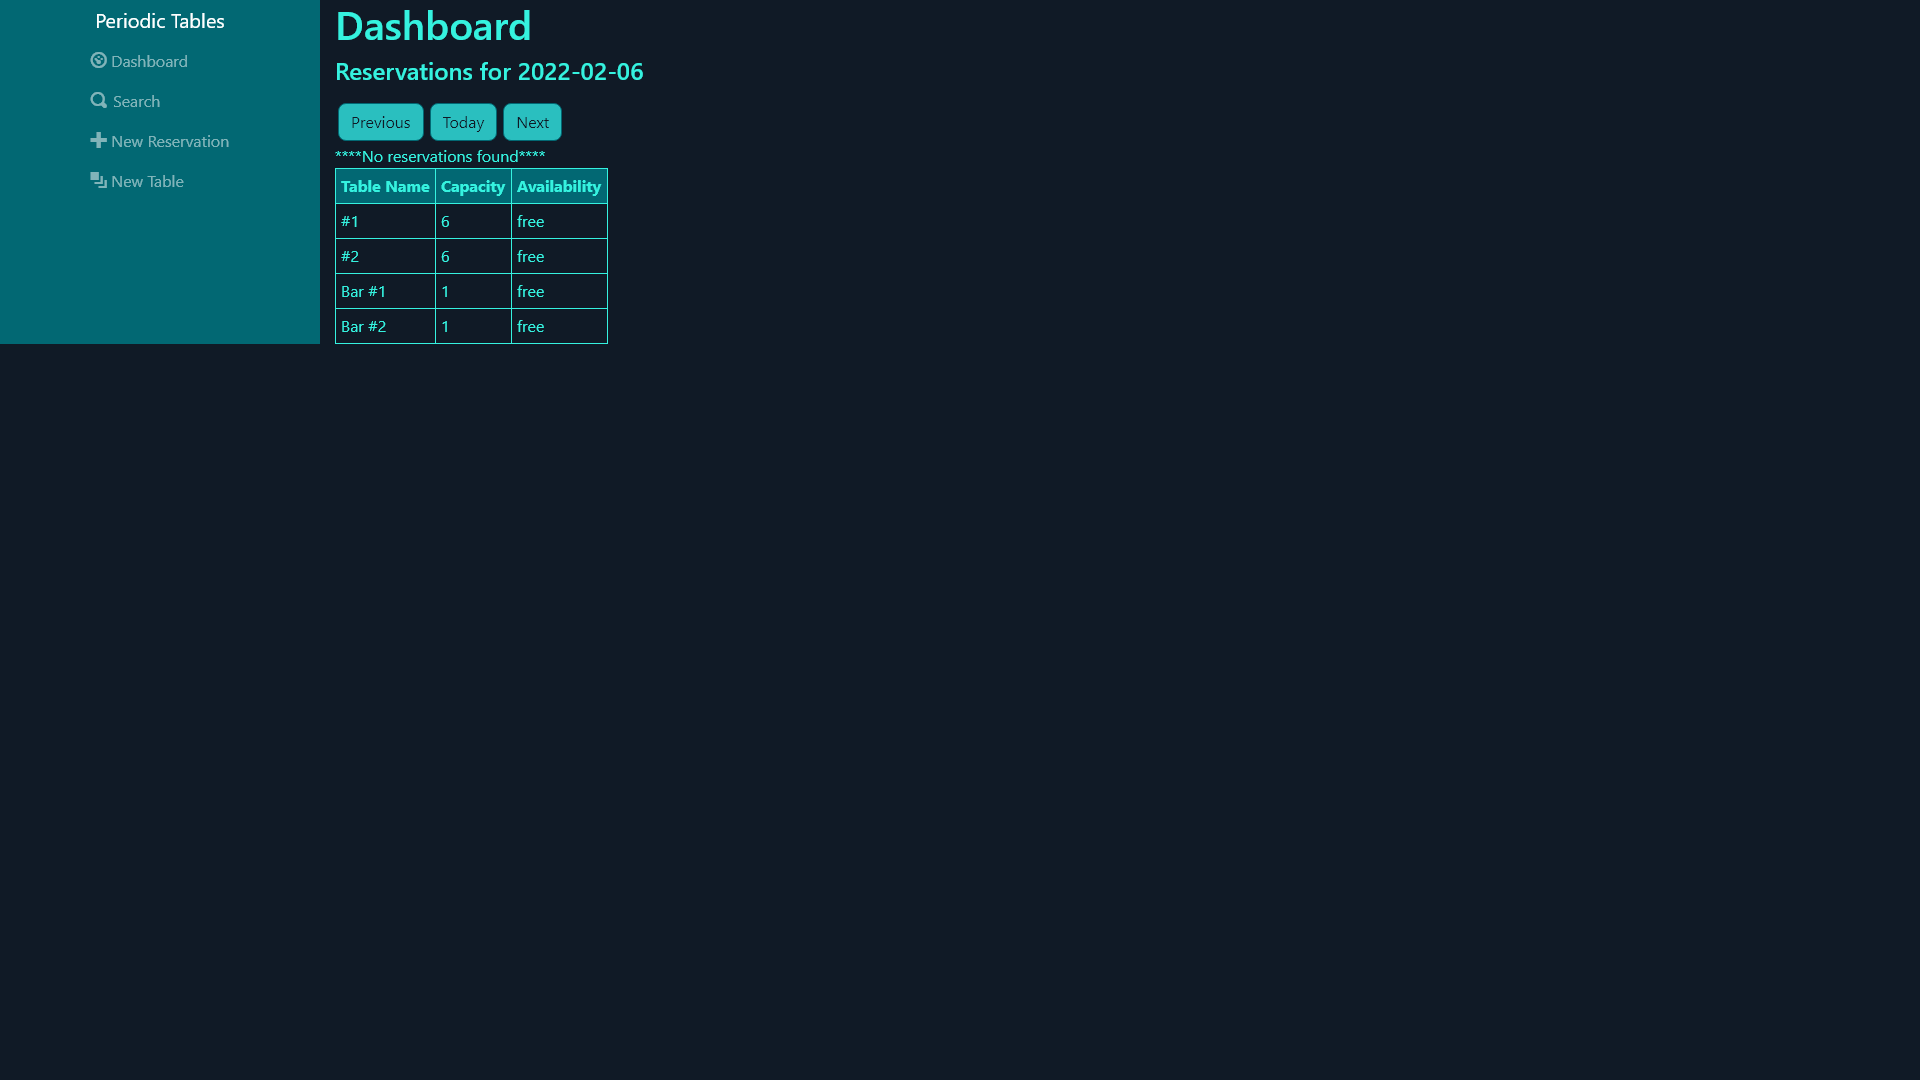 Periodic Tables
Dashboard
Search
New Reservation
New Table
Dashboard
Reservations for 2022-02-06
Previous Today Next
****No reservations found****
Table Name Capacity Availability
#1 6 free
#2 6 free
Bar #1 1 free
Bar #2 1 free